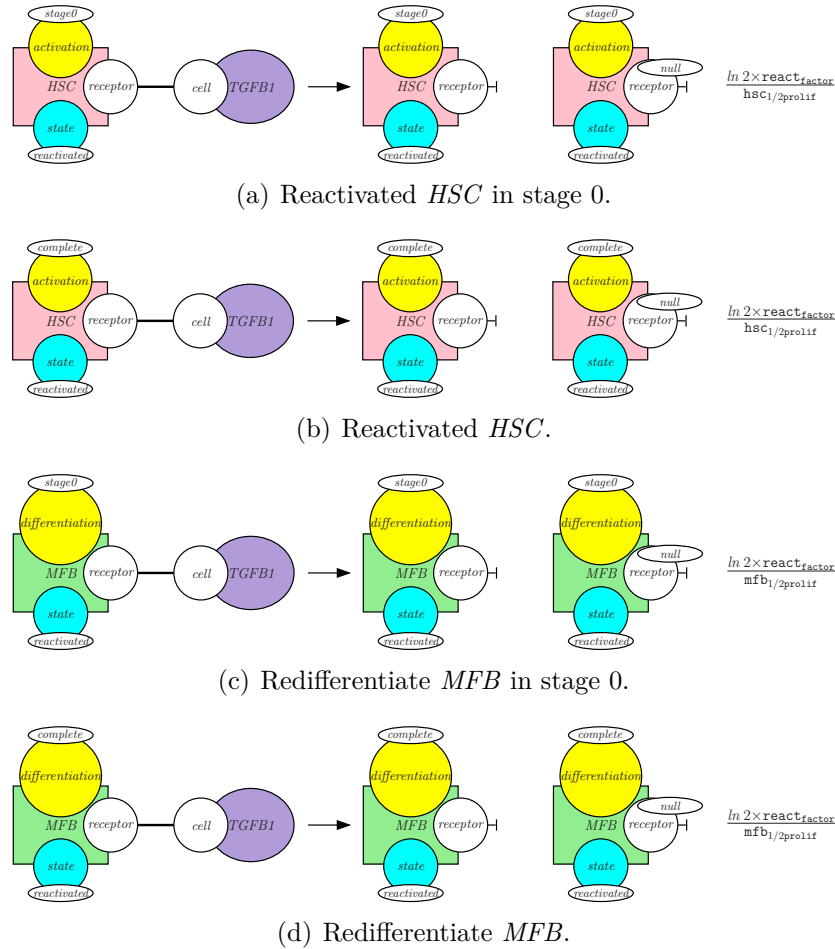 stage0 stage0 stage0
activation activation activation
null
HSC receptor cell TGFB1 HSC receptor HSC receptor ln 2×react_factor / hsc_1/2prolif
state state state
reactivated reactivated reactivated
(a) Reactivated HSC in stage 0.
complete complete complete
activation activation activation
null
HSC receptor cell TGFB1 HSC receptor HSC receptor ln 2×react_factor / hsc_1/2prolif
state state state
reactivated reactivated reactivated
(b) Reactivated HSC.
stage0 stage0 stage0
differentiation differentiation differentiation
null
MFB receptor cell TGFB1 MFB receptor MFB receptor ln 2×react_factor / mfb_1/2prolif
state state state
reactivated reactivated reactivated
(c) Redifferentiate MFB in stage 0.
complete complete complete
differentiation differentiation differentiation
null
MFB receptor cell TGFB1 MFB receptor MFB receptor ln 2×react_factor / mfb_1/2prolif
state state state
reactivated reactivated reactivated
(d) Redifferentiate MFB.